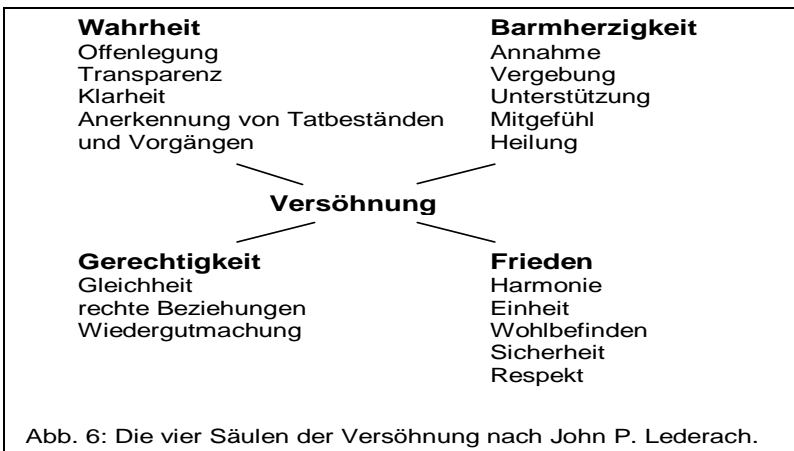 Wahrheit
Offenlegung
Transparenz
Klarheit
Anerkennung von Tatbeständen
und Vorgängen
Barmherzigkeit
Annahme
Vergebung
Unterstützung
Mitgefühl
Heilung
Versöhnung
Gerechtigkeit
Gleichheit
rechte Beziehungen
Wiedergutmachung
Frieden
Harmonie
Einheit
Wohlbefinden
Sicherheit
Respekt
Abb. 6: Die vier Säulen der Versöhnung nach John P. Lederach.